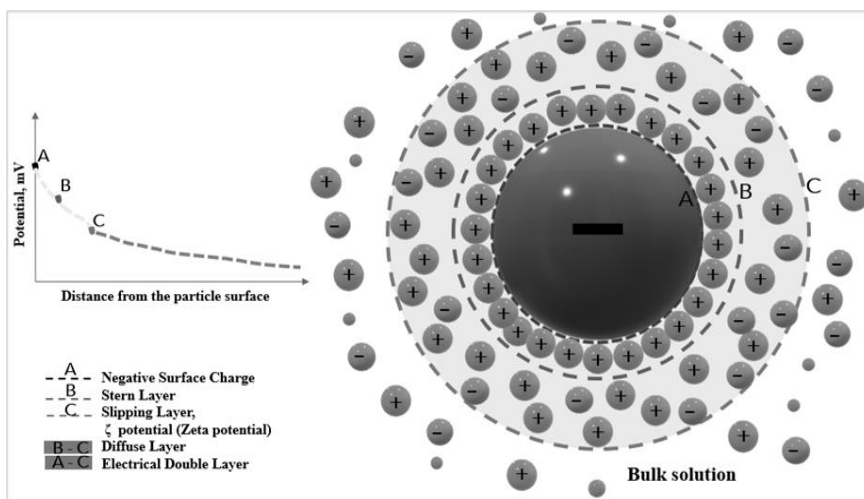 A
B
C
Potential, mV
Distance from the particle surface
A
B
C
A Negative Surface Charge
B Stern Layer
C Slipping Layer,
ζ potential (Zeta potential)
B - C Diffuse Layer
A - C Electrical Double Layer
Bulk solution